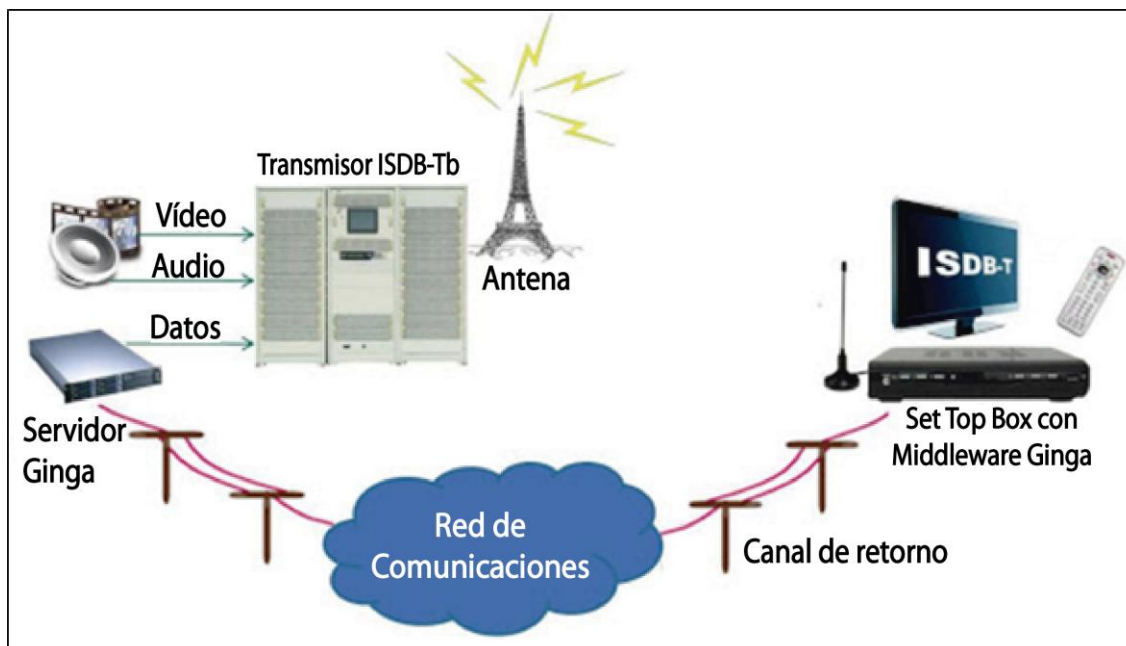 Transmisor ISDB-Tb
Vídeo
Audio
Datos
Antena
ISDB-T
Servidor
Ginga
Set Top Box con
Middleware Ginga
Red de
Comunicaciones
Canal de retorno